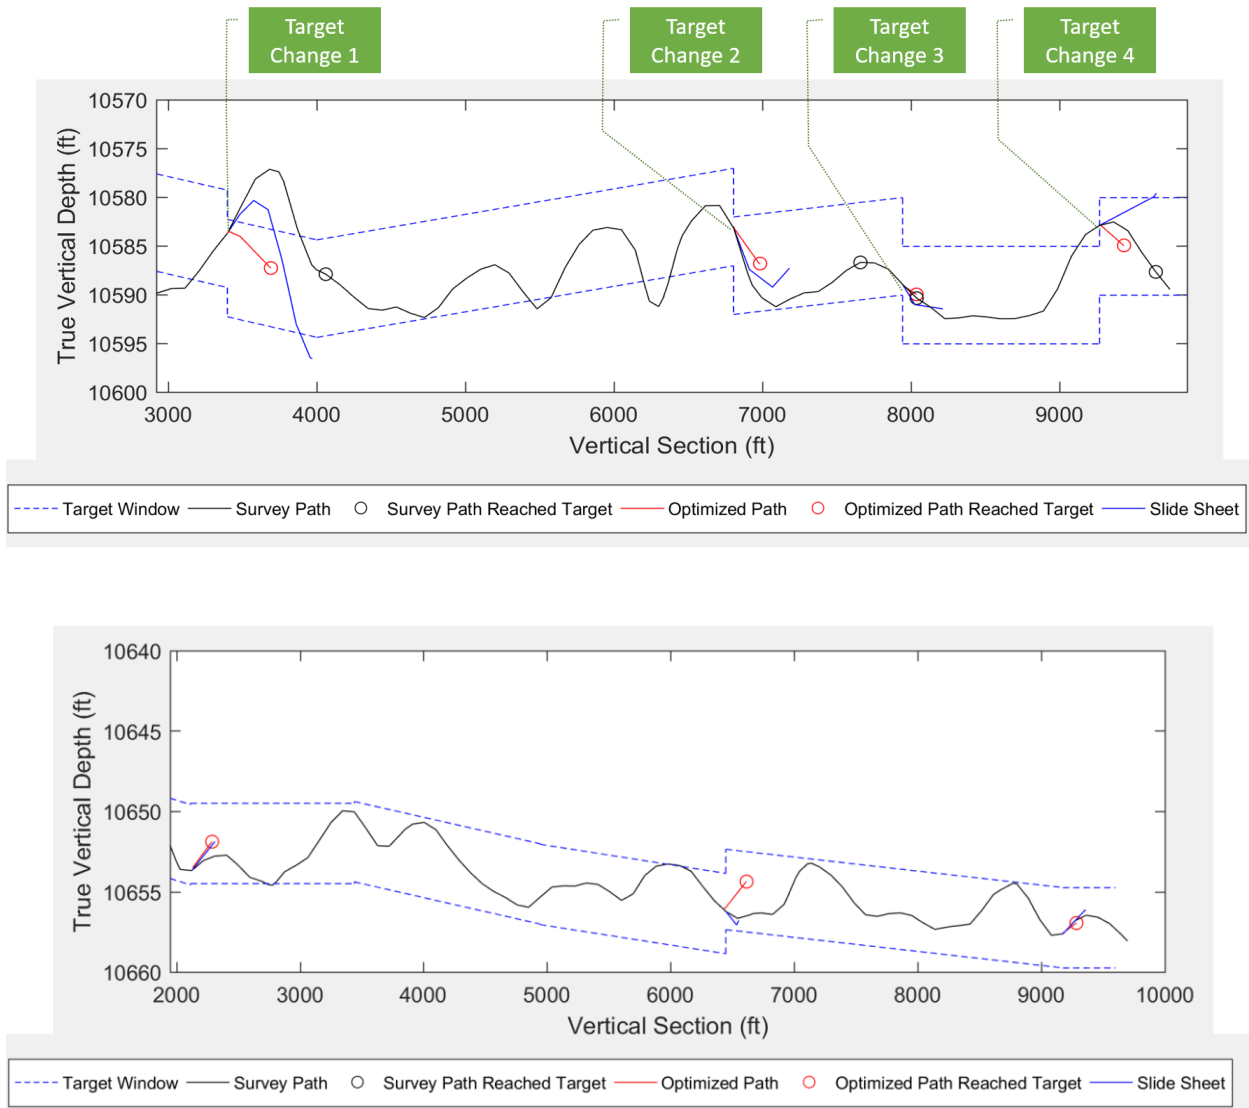 Target
Change 1
Target
Change 2
Target
Change 3
Target
Change 4
True Vertical Depth (ft)
10570
10575
10580
10585
10590
10595
10600
3000 4000 5000 6000 7000 8000 9000
Vertical Section (ft)
Target Window Survey Path Survey Path Reached Target Optimized Path Optimized Path Reached Target Slide Sheet
True Vertical Depth (ft)
10640
10645
10650
10655
10660
2000 3000 4000 5000 6000 7000 8000 9000 10000
Vertical Section (ft)
Target Window Survey Path Survey Path Reached Target Optimized Path Optimized Path Reached Target Slide Sheet